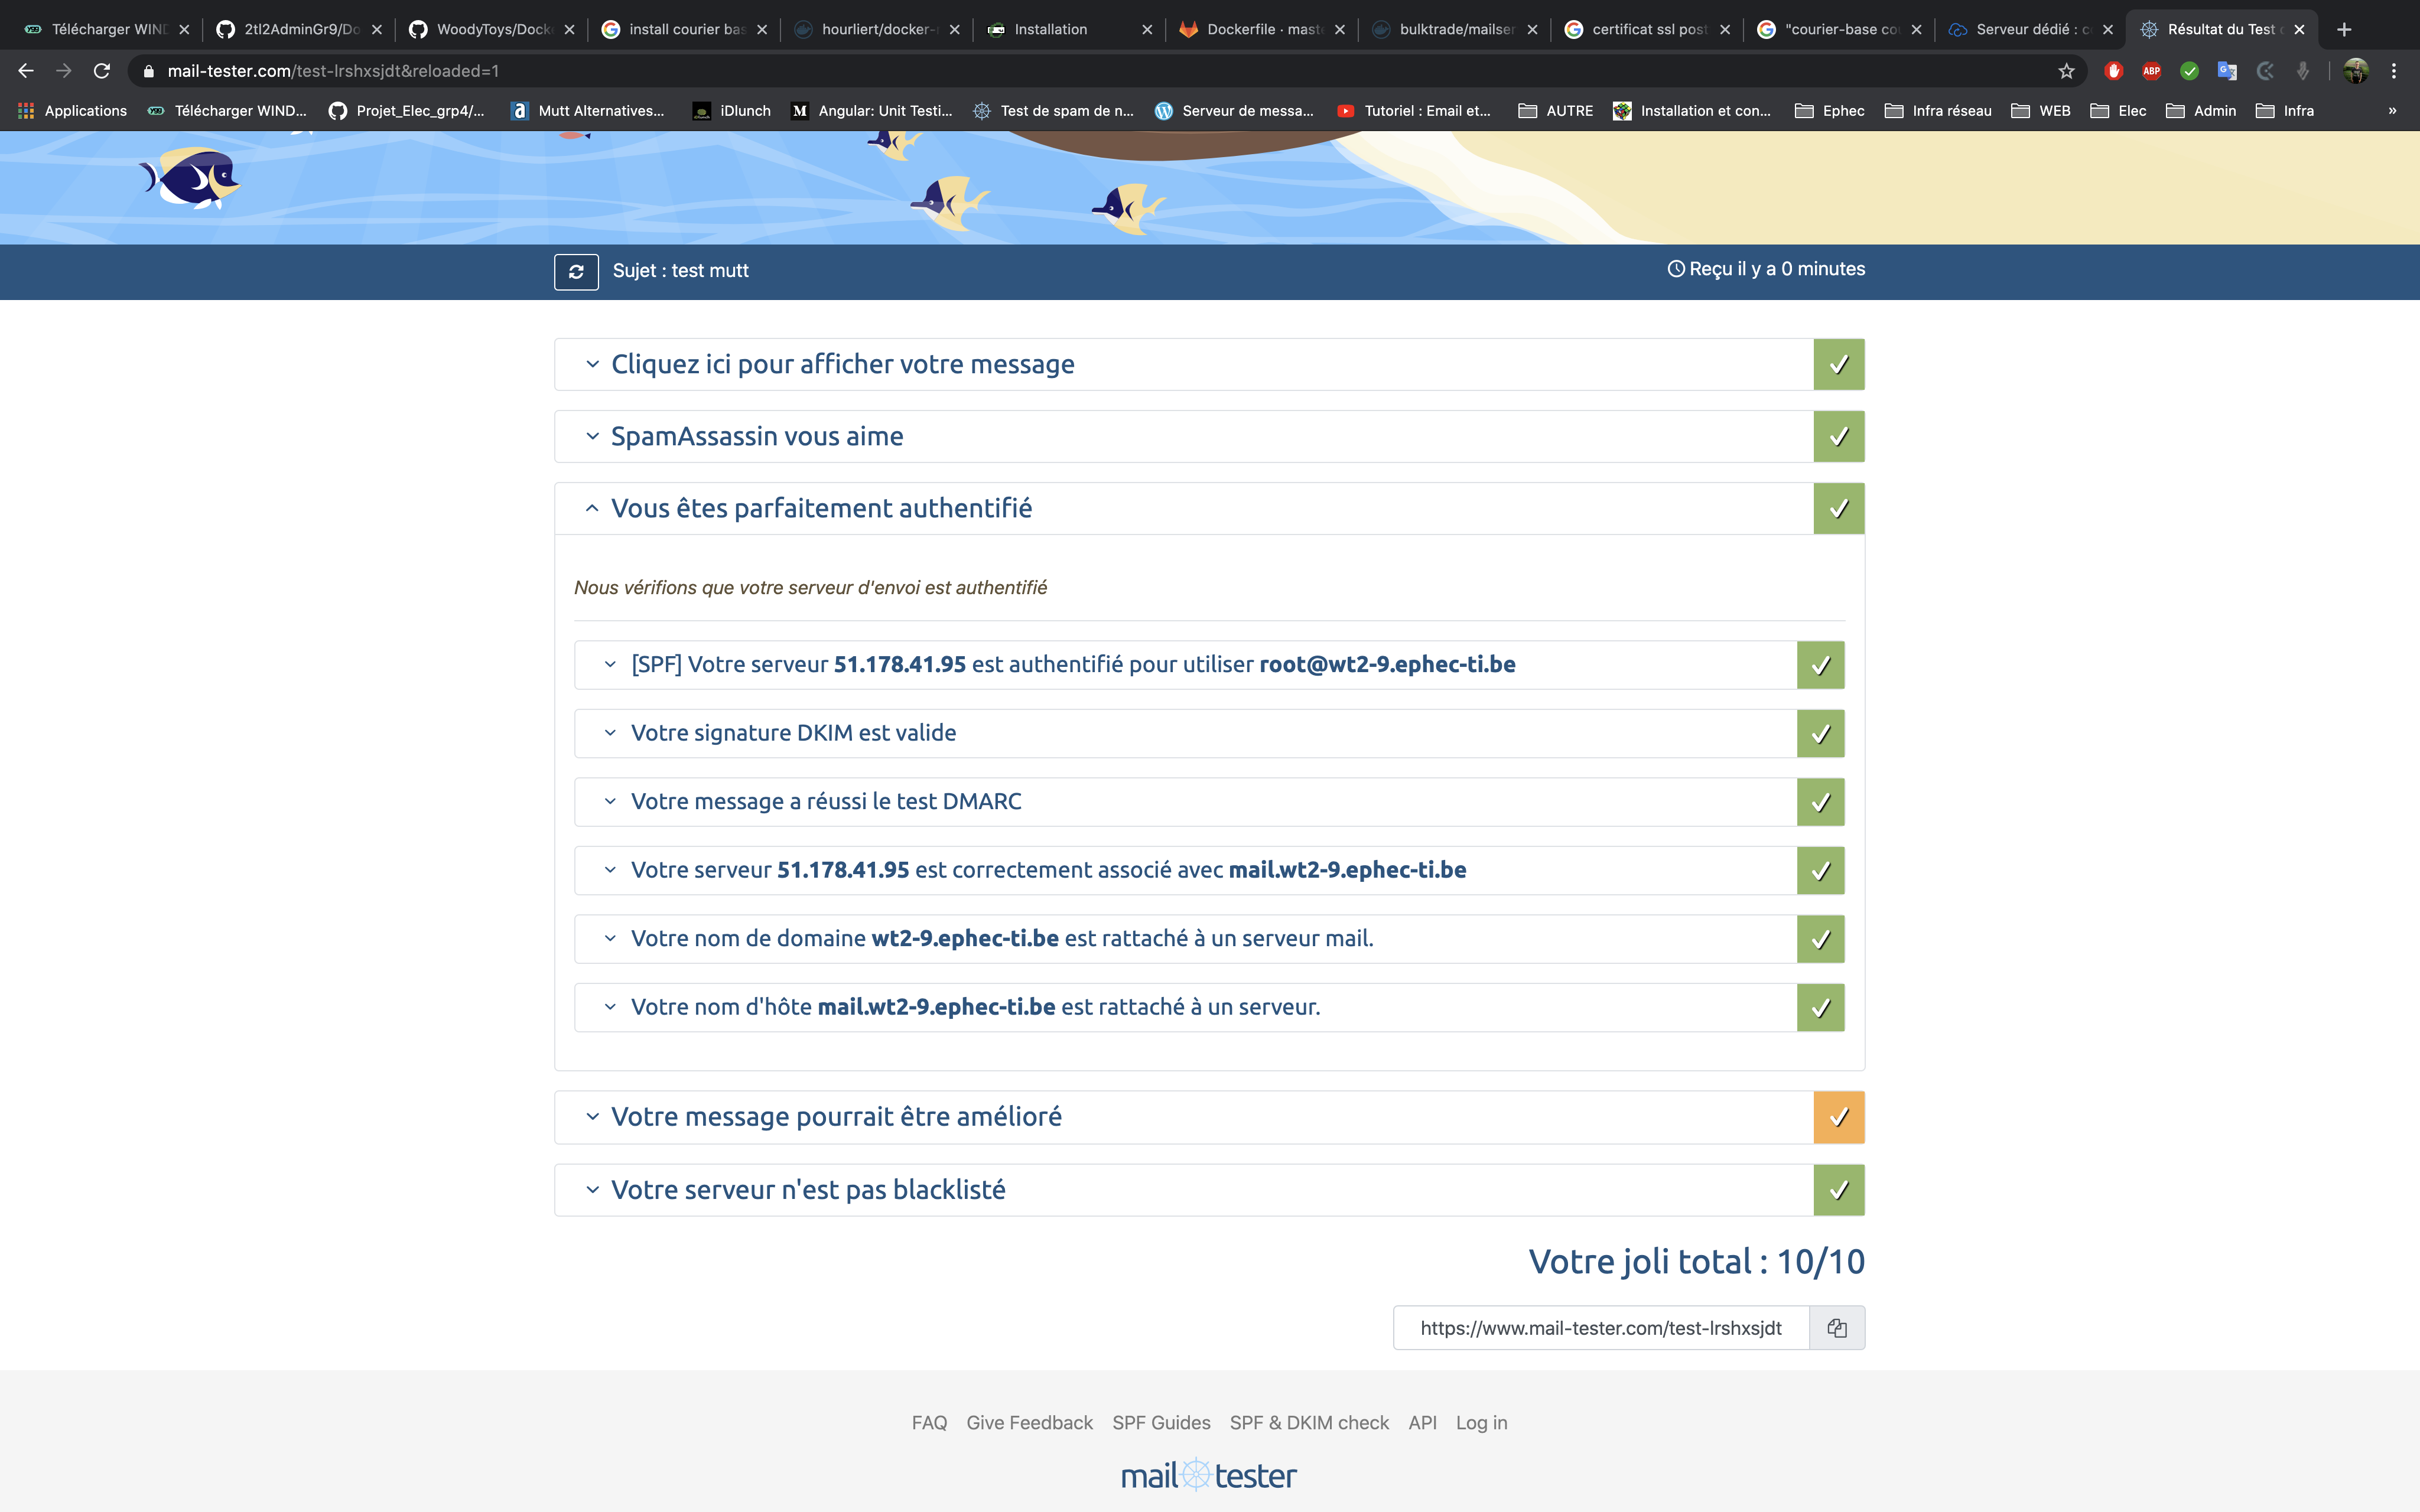 Télécharger WIND
2tl2AdminGr9/Do
WoodyToys/Docke
install courier bas
hourliert/docker-
Installation
Dockerfile · maste
bulktrade/mailser
certificat ssl post
"courier-base co
Serveur dédié : c
Résultat du Test
mail-tester.com/test-lrshxsjdt&reloaded=1
ABP
Applications
Télécharger WIND...
Projet_Elec_grp4/...
Mutt Alternatives...
iDlunch
Angular: Unit Testi...
Test de spam de n...
Serveur de messa...
Tutoriel : Email et...
AUTRE
Installation et con...
Ephec
Infra réseau
WEB
Elec
Admin
Infra
»
Sujet : test mutt
Reçu il y a 0 minutes
Cliquez ici pour afficher votre message
SpamAssassin vous aime
Vous êtes parfaitement authentifié
Nous vérifions que votre serveur d'envoi est authentifié
[SPF] Votre serveur 51.178.41.95 est authentifié pour utiliser root@wt2-9.ephec-ti.be
Votre signature DKIM est valide
Votre message a réussi le test DMARC
Votre serveur 51.178.41.95 est correctement associé avec mail.wt2-9.ephec-ti.be
Votre nom de domaine wt2-9.ephec-ti.be est rattaché à un serveur mail.
Votre nom d'hôte mail.wt2-9.ephec-ti.be est rattaché à un serveur.
Votre message pourrait être amélioré
Votre serveur n'est pas blacklisté
Votre joli total : 10/10
https://www.mail-tester.com/test-lrshxsjdt
FAQ Give Feedback SPF Guides SPF & DKIM check API Log in
mail tester